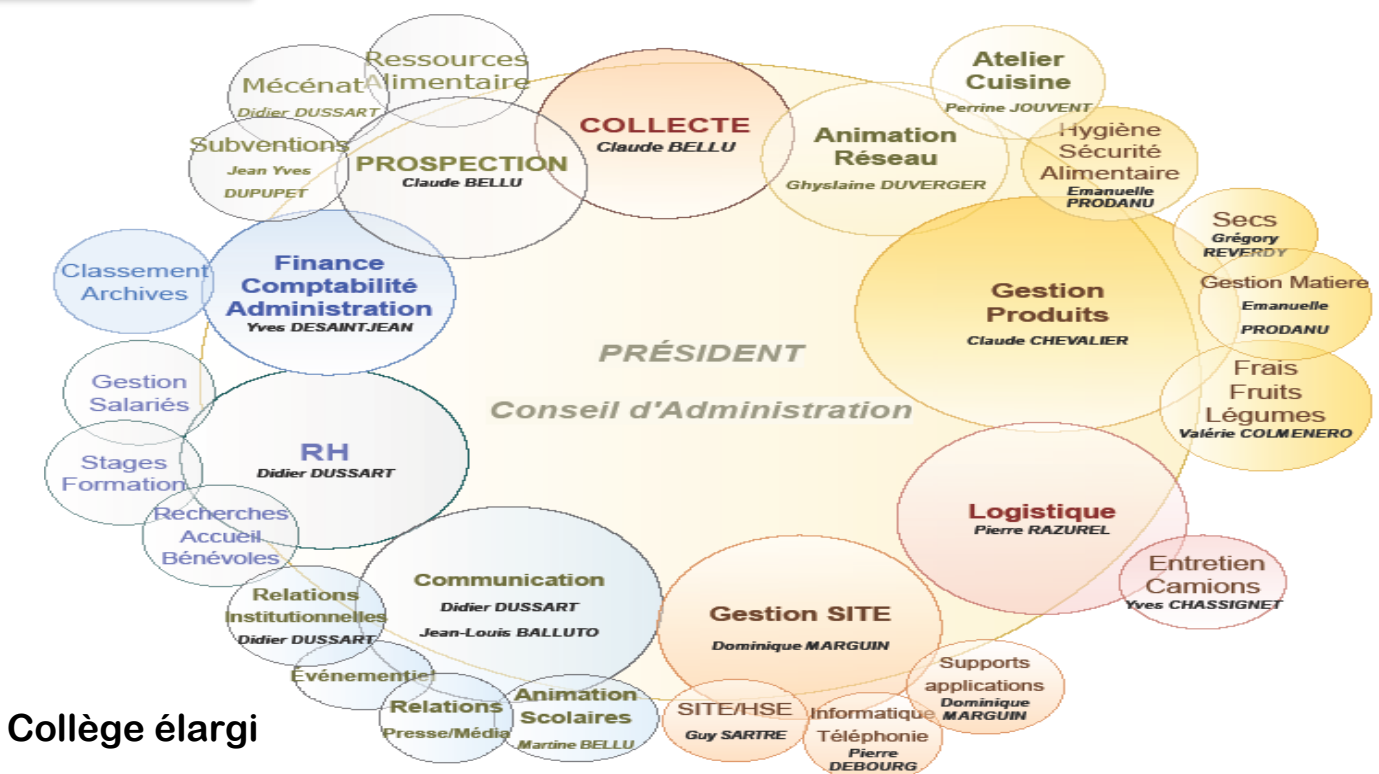 Ressources
Alimentaire
Mécénat
Didier DUSSART
Subventions
Jean Yves
DUPUPET
PROSPECTION
Claude BELLU
COLLECTE
Claude BELLU
Animation
Réseau
Ghyslaine DUVERGER
Atelier
Cuisine
Perrine JOUVENT
Hygiène
Sécurité
Alimentaire
Emanuelle
PRODANU
Secs
Grégory
REVERDY
Gestion Matiere
Emanuelle
PRODANU
Frais
Fruits
Légumes
Valérie COLMENERO
Gestion
Produits
Claude CHEVALIER
Classement
Archives
Finance
Comptabilité
Administration
Yves DESAINTJEAN
PRÉSIDENT
Conseil d'Administration
Gestion
Salariés
Stages
Formation
Recherches
Accueil
Bénévoles
RH
Didier DUSSART
Logistique
Pierre RAZUREL
Entretien
Camions
Yves CHASSIGNET
Communication
Didier DUSSART
Jean-Louis BALLUTO
Relations
Institutionnelles
Didier DUSSART
Événementiel
Relations
Presse/Média
Animation
Scolaires
Martine BELLU
Gestion SITE
Dominique MARGUIN
SITE/HSE
Guy SARTRE
Informatique
Téléphonie
Pierre
DEBOURG
Supports
applications
Dominique
MARGUIN
Collège élargi